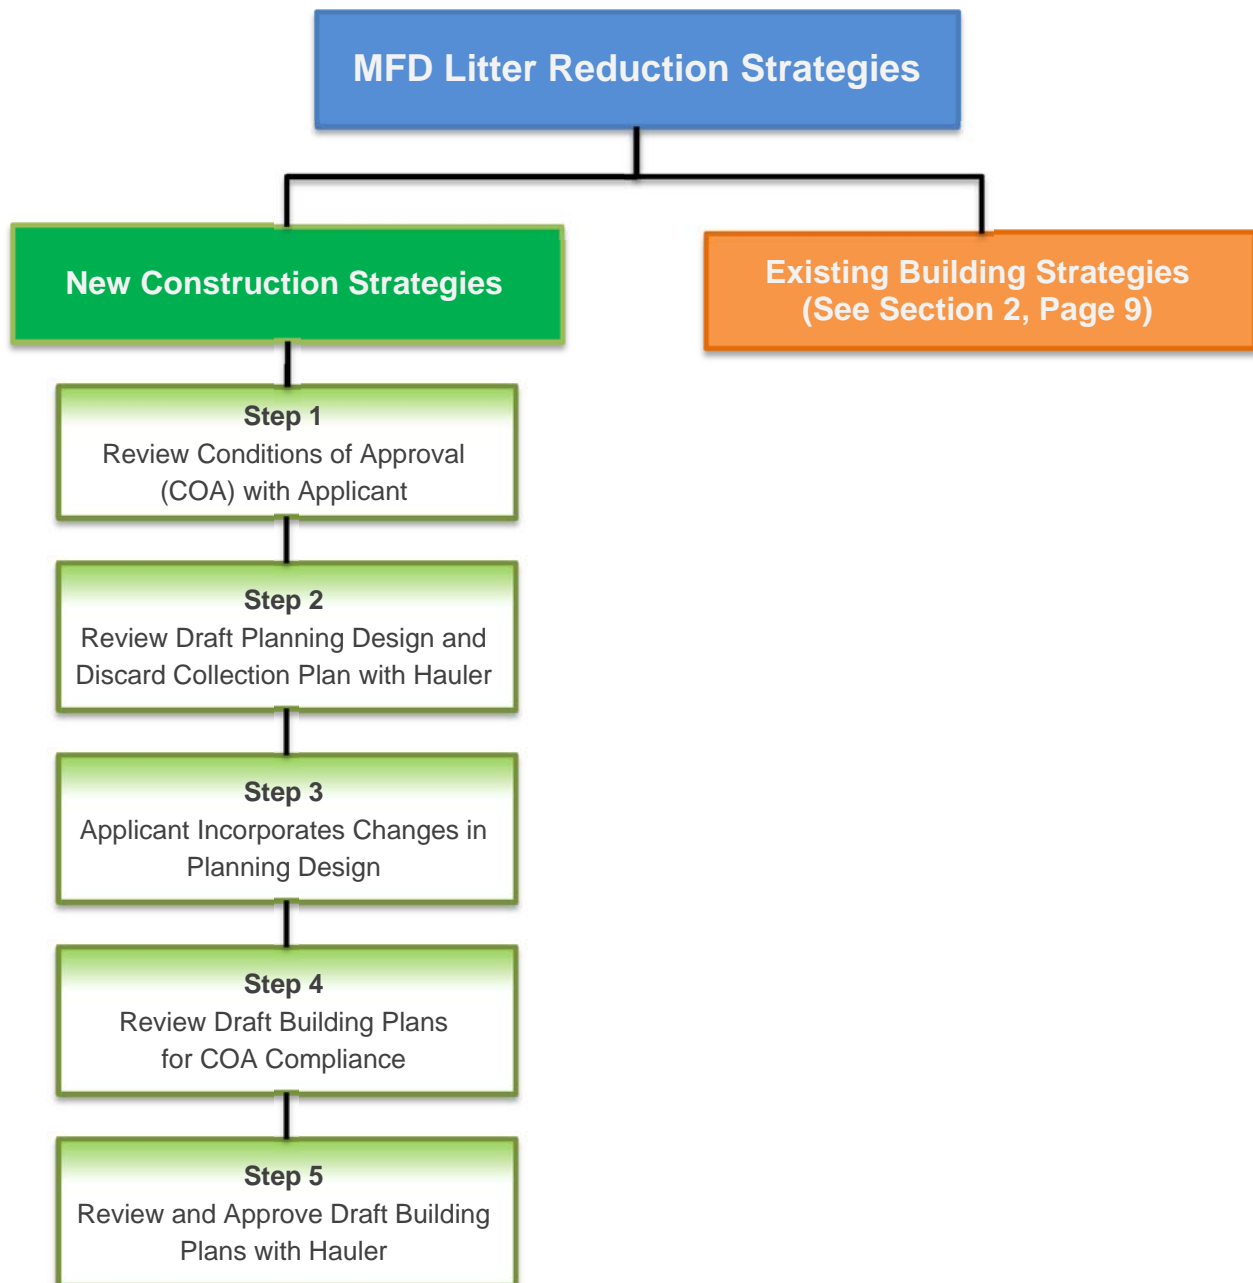 MFD Litter Reduction Strategies
New Construction Strategies
Existing Building Strategies
(See Section 2, Page 9)
Step 1
Review Conditions of Approval
(COA) with Applicant
Step 2
Review Draft Planning Design and
Discard Collection Plan with Hauler
Step 3
Applicant Incorporates Changes in
Planning Design
Step 4
Review Draft Building Plans
for COA Compliance
Step 5
Review and Approve Draft Building
Plans with Hauler